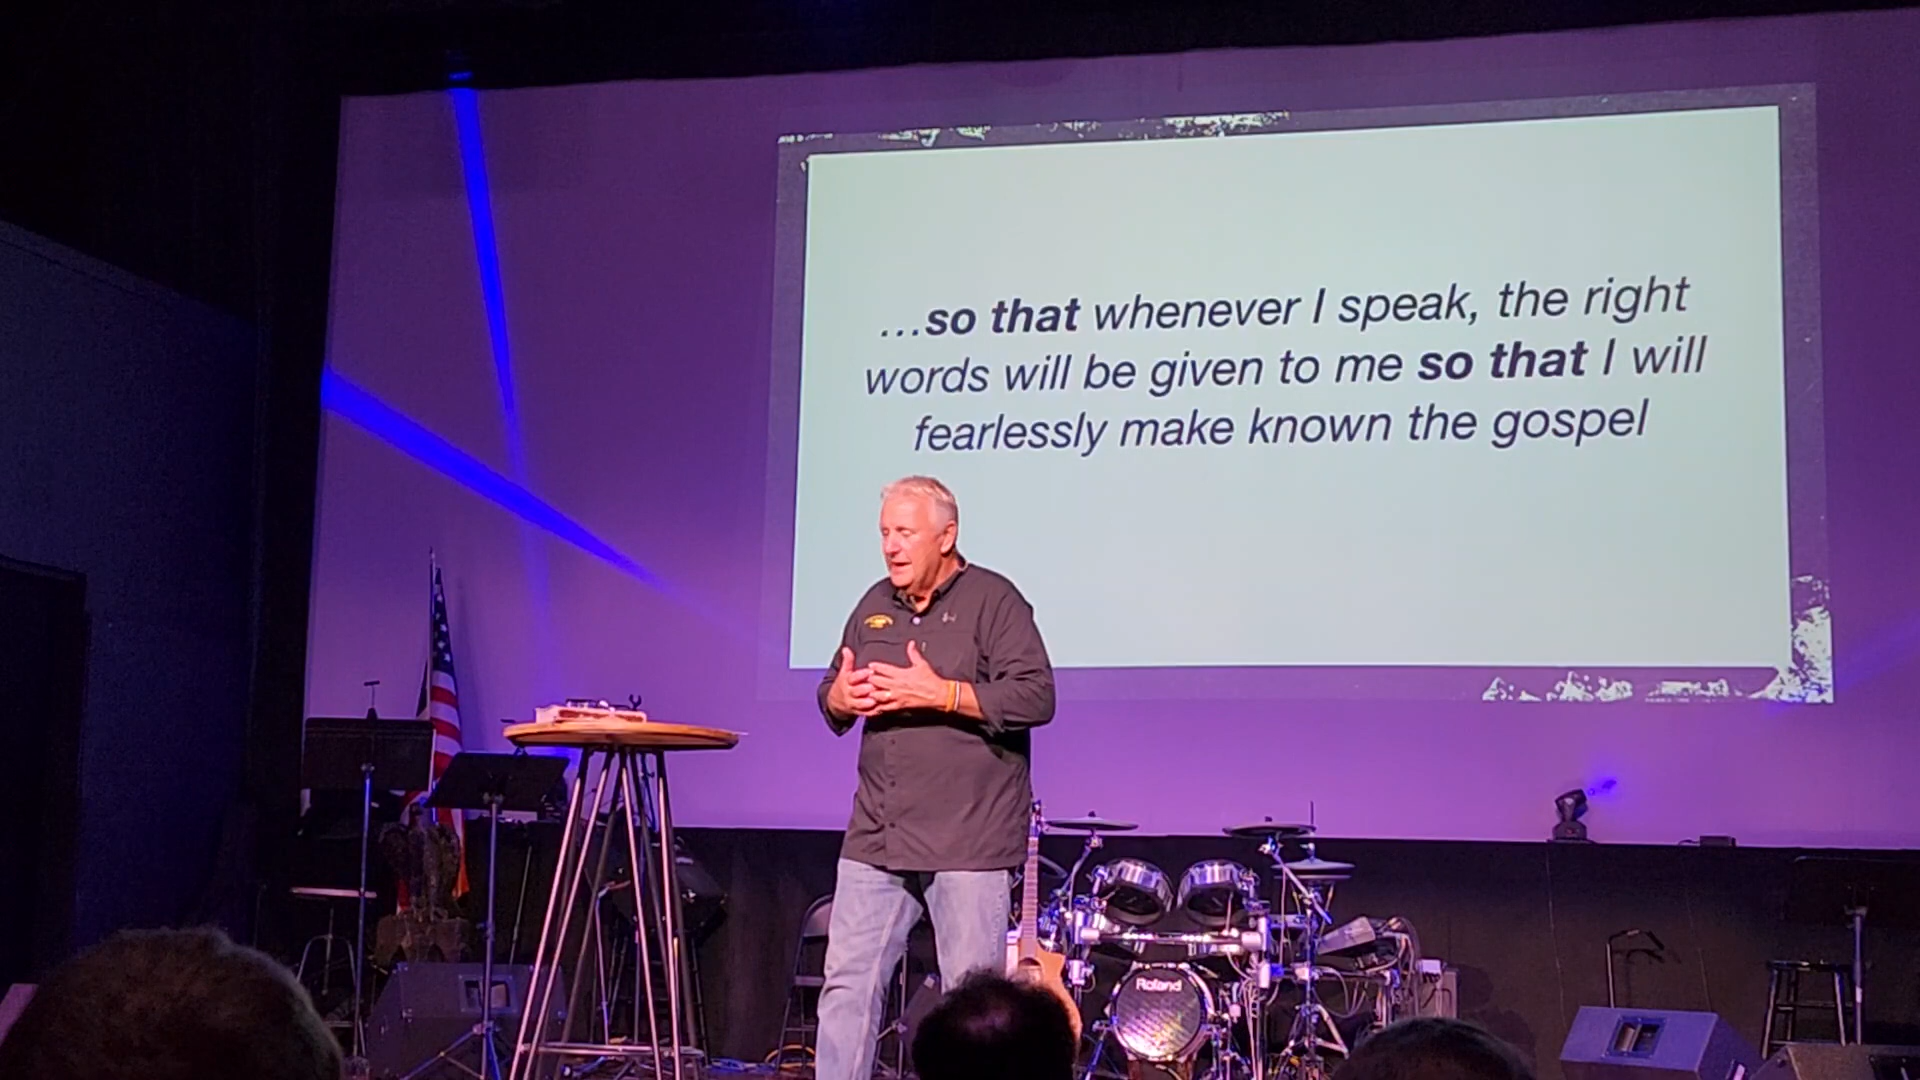 …so that whenever I speak, the right
words will be given to me so that I will
fearlessly make known the gospel
Roland